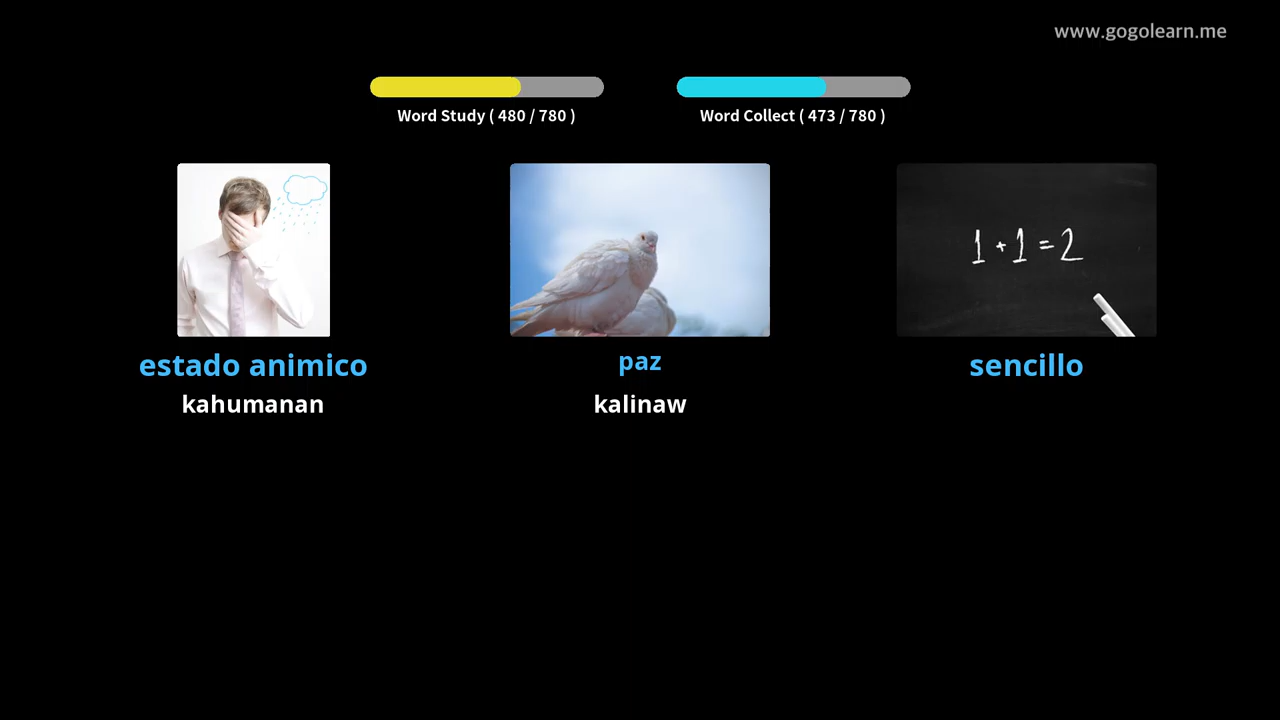 www.gogolearn.me
Word Study ( 480 / 780 )
Word Collect ( 473 / 780 )
1 + 1 = 2
estado animico
paz
sencillo
kahumanan
kalinaw